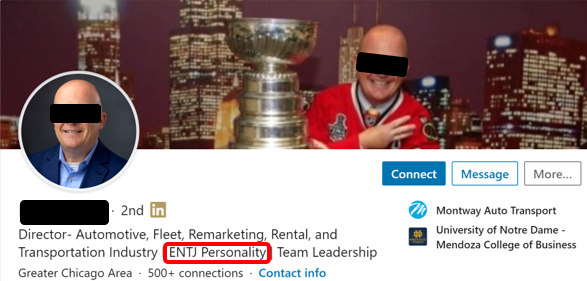 Connect
Message
More...
· 2nd in
Montway Auto Transport
Director- Automotive, Fleet, Remarketing, Rental, and
Transportation Industry ENTJ Personality Team Leadership
University of Notre Dame -
Mendoza College of Business
Greater Chicago Area · 500+ connections · Contact info